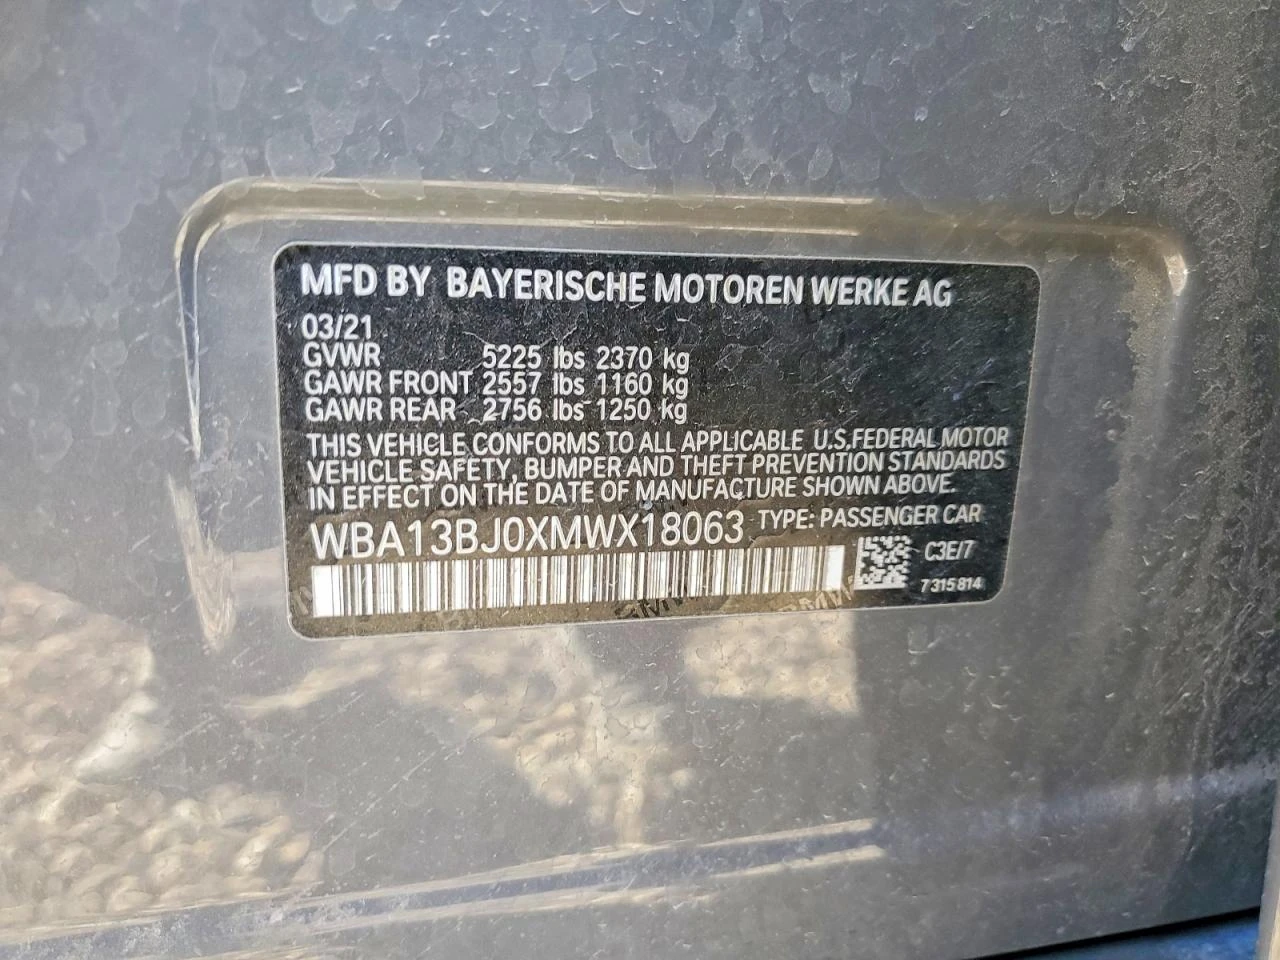 MFD BY BAYERISCHE MOTOREN WERKE AG
03/21
GVWR 5225 lbs 2370 kg
GAWR FRONT 2557 lbs 1160 kg
GAWR REAR 2756 lbs 1250 kg
THIS VEHICLE CONFORMS TO ALL APPLICABLE U.S.FEDERAL MOTOR
VEHICLE SAFETY, BUMPER AND THEFT PREVENTION STANDARDS
IN EFFECT ON THE DATE OF MANUFACTURE SHOWN ABOVE.
WBA13BJ0XMWX18063 TYPE: PASSENGER CAR
C3E/7
7 315 814
BMW
BMW
BMW